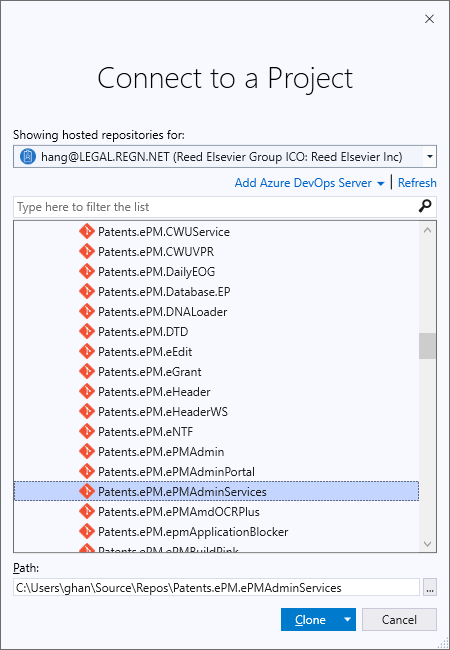 Connect to a Project
Showing hosted repositories for:
hang@LEGAL.REGN.NET (Reed Elsevier Group ICO: Reed Elsevier Inc)
Add Azure DevOps Server | Refresh
Type here to filter the list
Patents.ePM.CWUService
Patents.ePM.CWUVPR
Patents.ePM.DailyEOG
Patents.ePM.Database.EP
Patents.ePM.DNALoader
Patents.ePM.DTD
Patents.ePM.eEdit
Patents.ePM.eGrant
Patents.ePM.eHeader
Patents.ePM.eHeaderWS
Patents.ePM.eNTF
Patents.ePM.ePMAdmin
Patents.ePM.ePMAdminPortal
Patents.ePM.ePMAdminServices
Patents.ePM.ePMAmdOCRPlus
Patents.ePM.epmApplicationBlocker
Patents.ePM.ePMBuildPink
Path:
C:\Users\ghan\Source\Repos\Patents.ePM.ePMAdminServices
...
Clone
Cancel